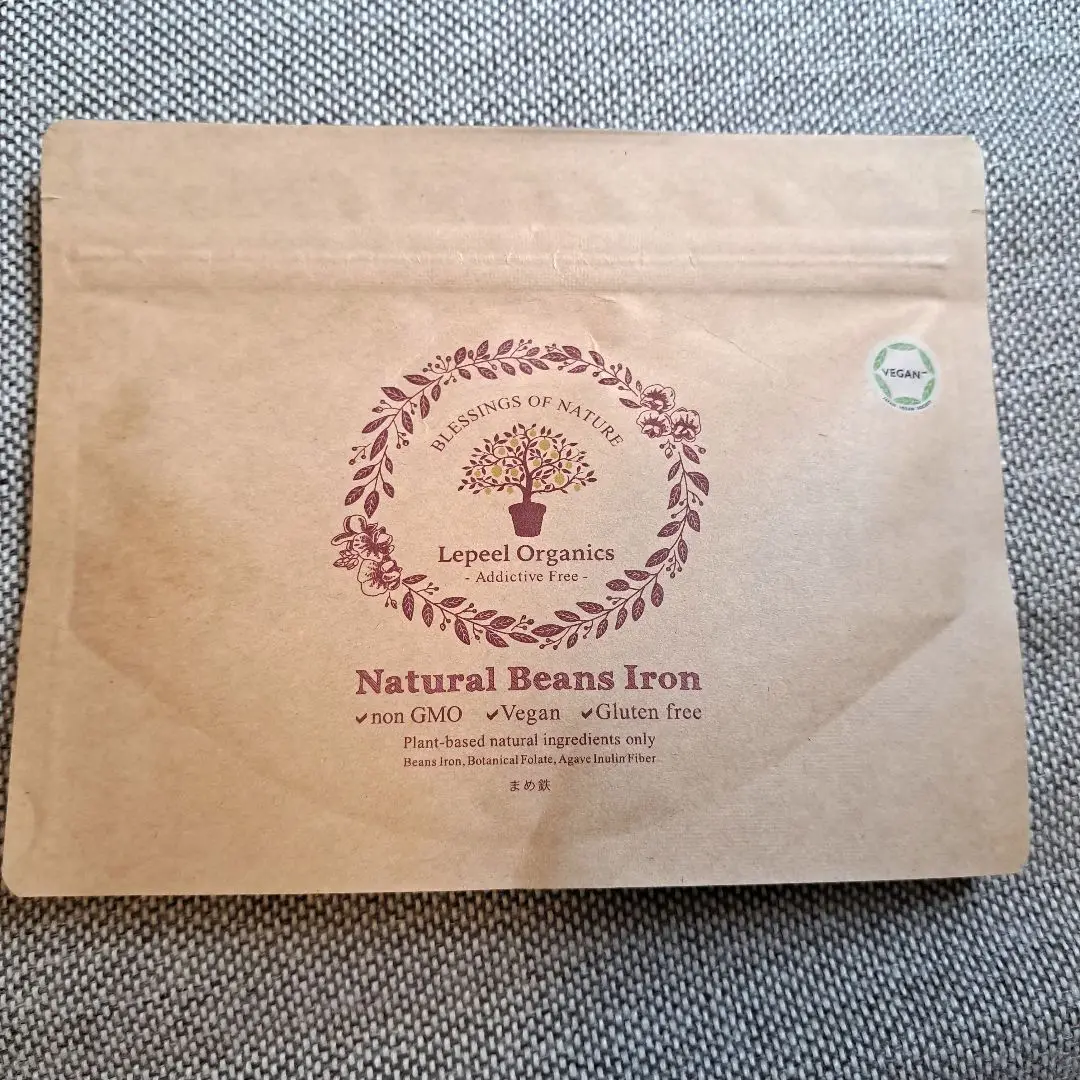 BLESSINGS OF NATURE
VEGAN
Lepeel Organics
- Addictive Free -
Natural Beans Iron
✓non GMO ✓Vegan ✓Gluten free
Plant-based natural ingredients only
Beans Iron, Botanical Folate, Agave Inulin Fiber
まめ鉄